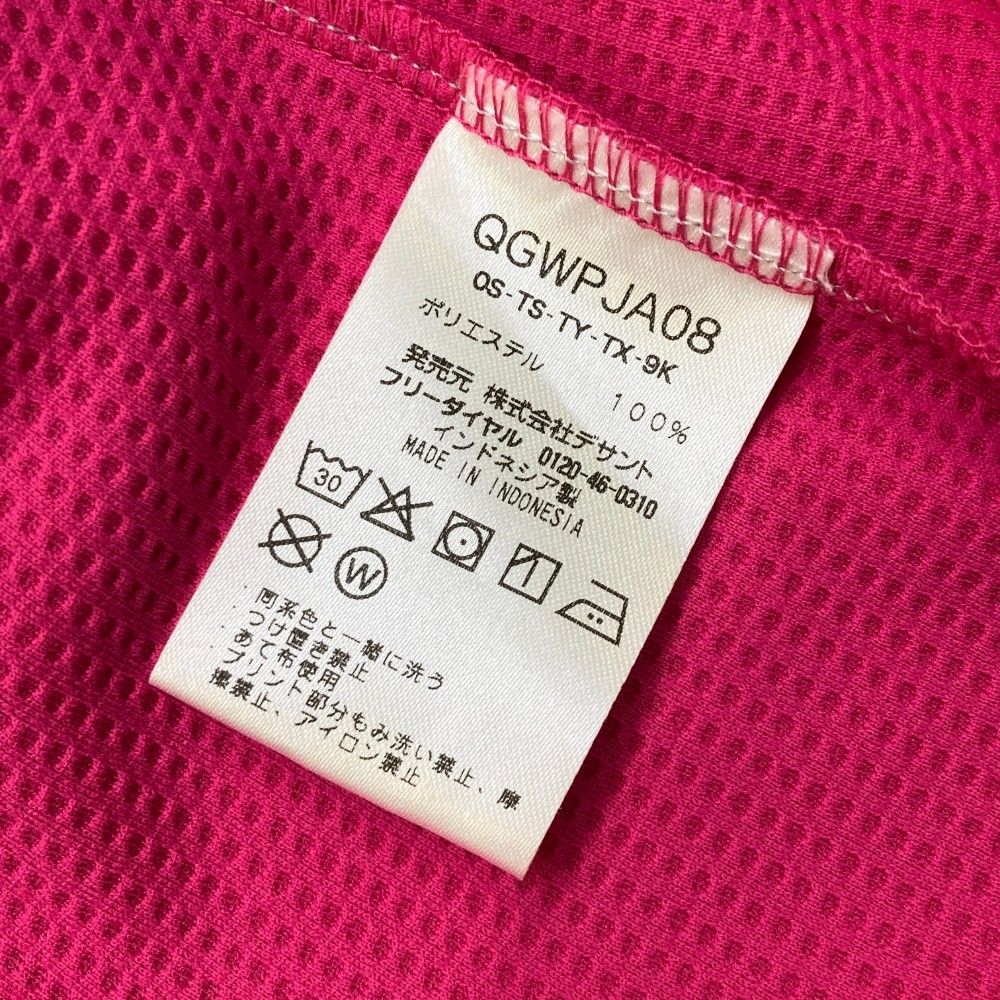 QGWPJA08
OS-TS-TY-TX-9K
ポリエステル 100%
発売元 株式会社デサント
フリーダイヤル 0120-46-0310
インドネシア製
MADE IN INDONESIA
30
W
同系色と一緒に洗う
つけ置き禁止
あて布使用
プリント部分もみ洗い禁止、摩
擦禁止、アイロン禁止